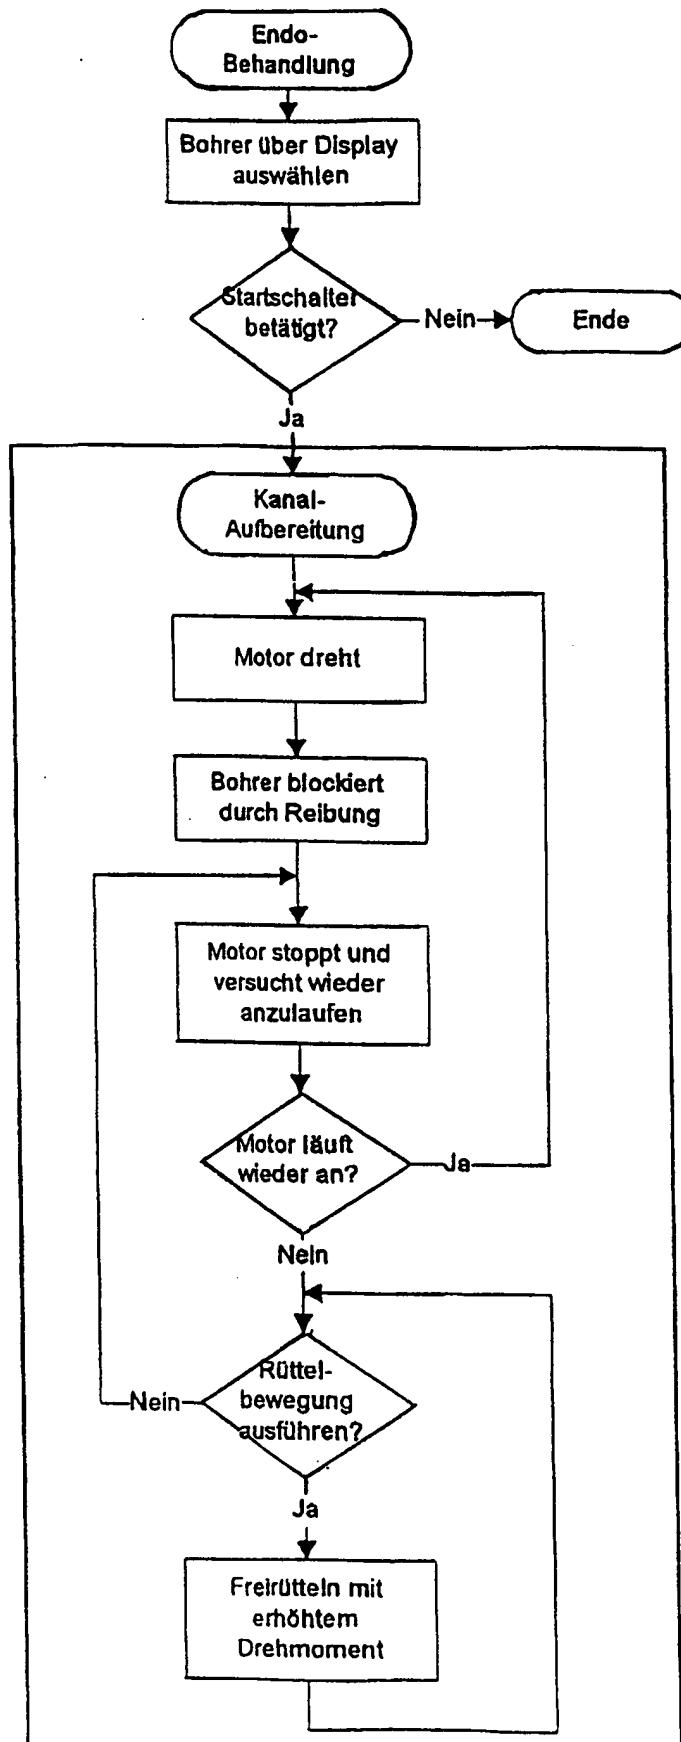 Endo-
Behandlung
Bohrer über Display
auswählen
Startschalter
betätigt?
Nein
Ende
Ja
Kanal-
Aufbereitung
Motor dreht
Bohrer blockiert
durch Reibung
Motor stoppt und
versucht wieder
anzulaufen
Motor läuft
wieder an?
Ja
Nein
Rüttel-
bewegung
ausführen?
Nein
Ja
Freirütteln mit
erhöhtem
Drehmoment